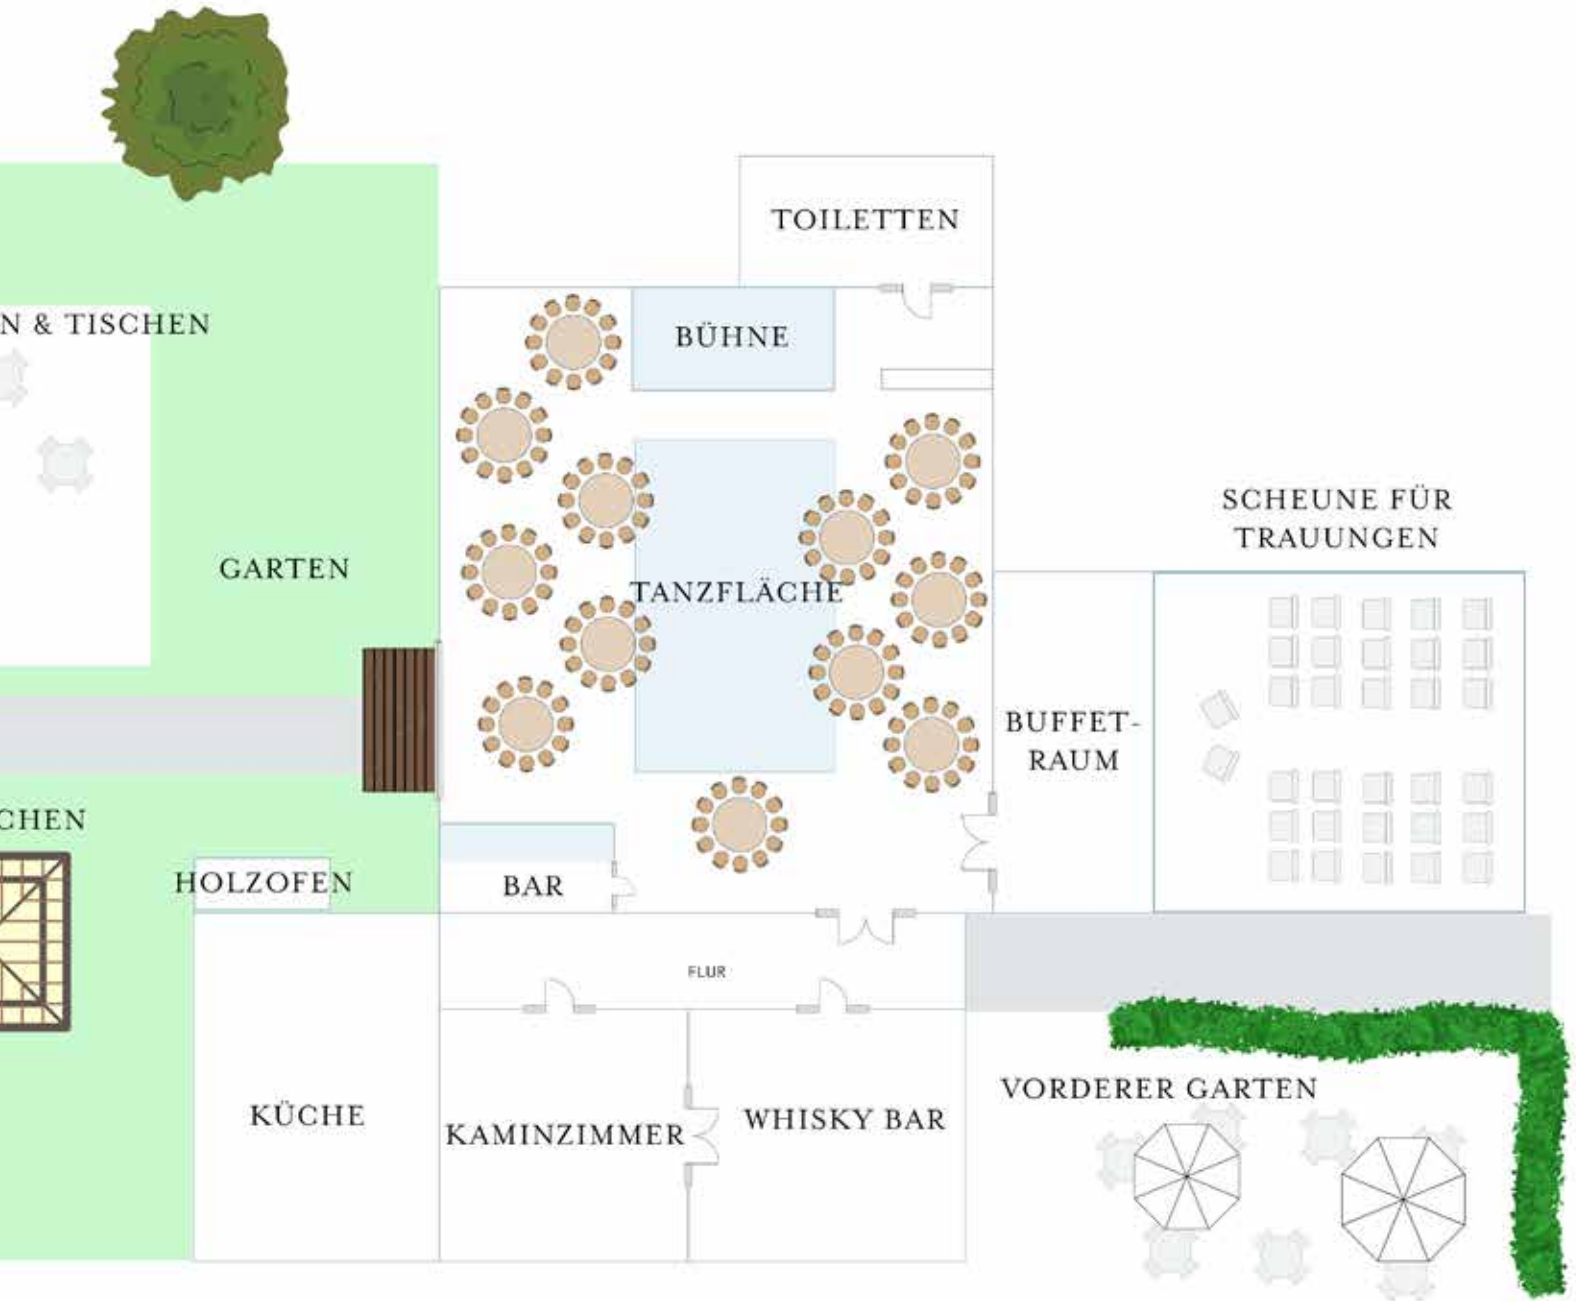 TOILETTEN
N & TISCHEN
BÜHNE
SCHEUNE FÜR
TRAUUNGEN
GARTEN
TANZFLÄCHE
BUFFET-
RAUM
CHEN
HOLZOFEN
BAR
FLUR
VORDERER GARTEN
KÜCHE
KAMINZIMMER
WHISKY BAR